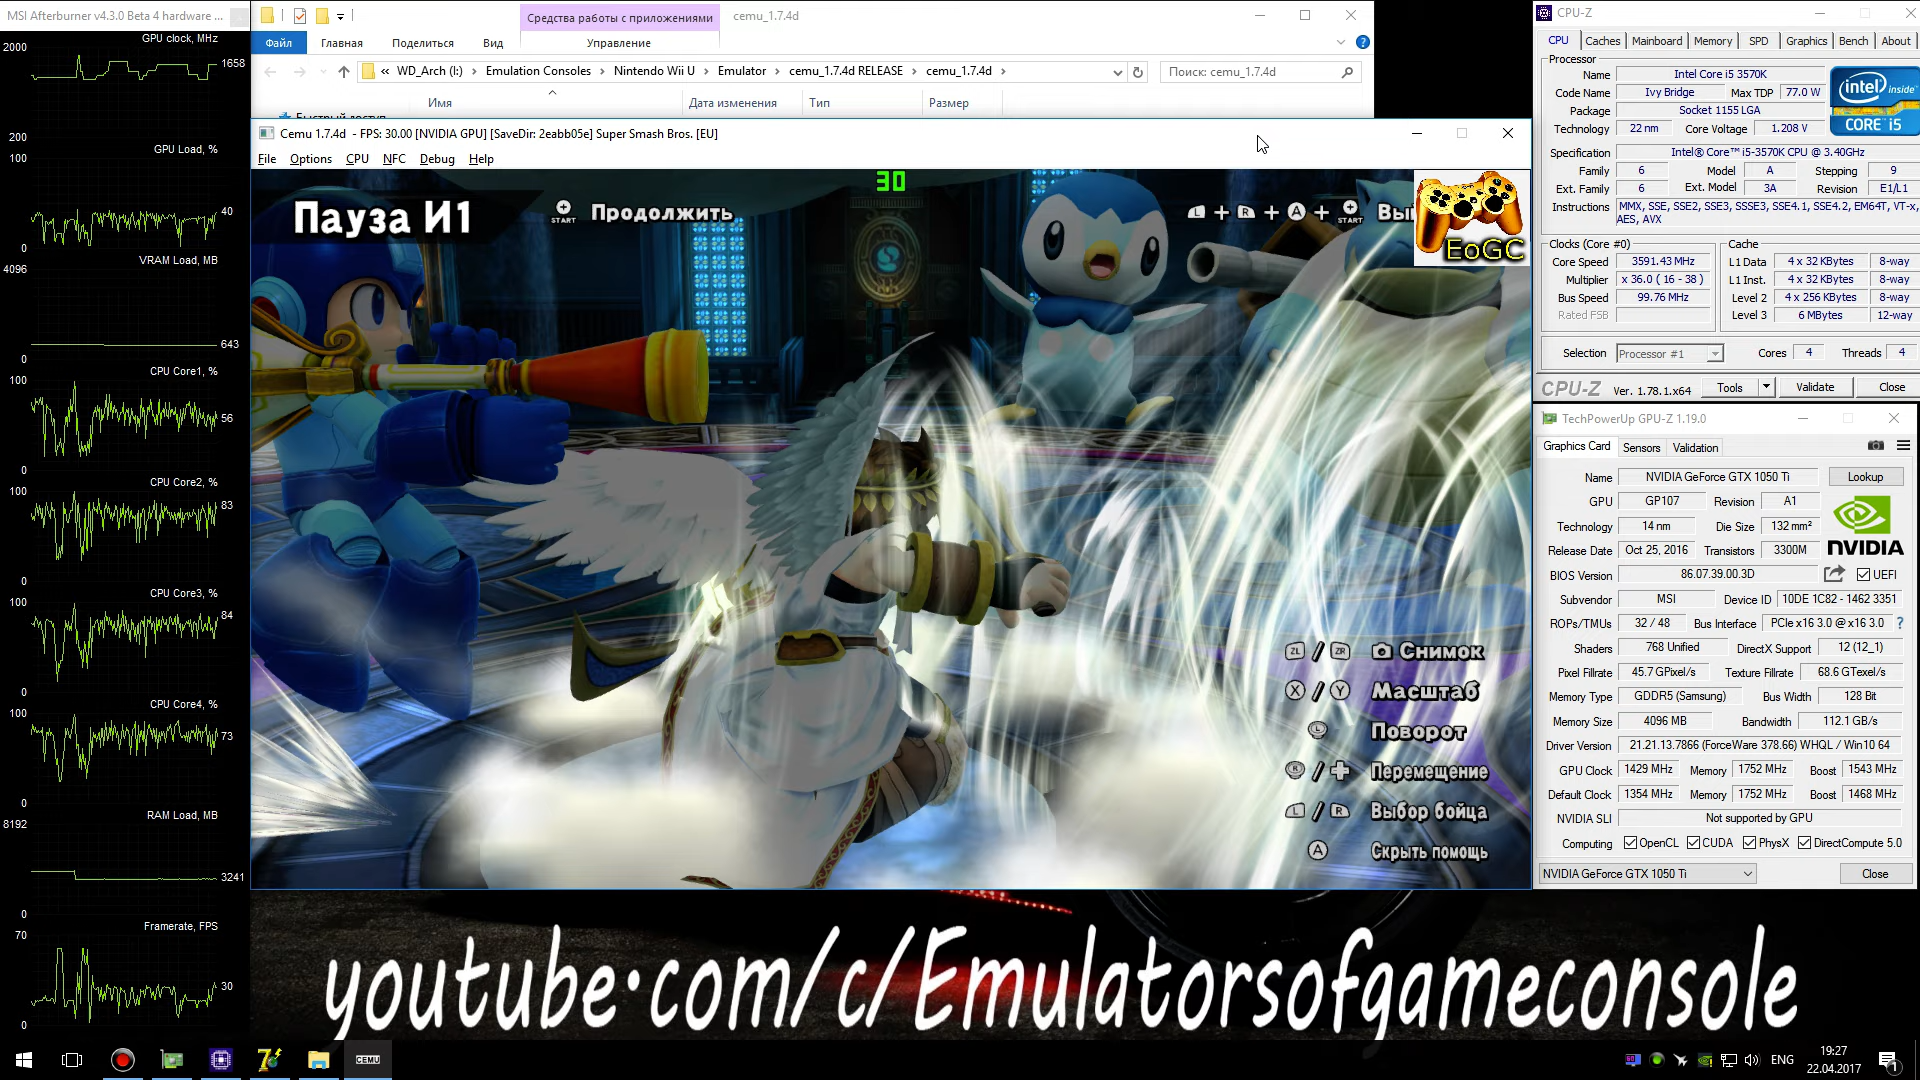 MSI Afterburner v4.3.0 Beta 4 hardware ...
GPU clock, MHz
2000
1658
200
GPU Load, %
100
40
0
VRAM Load, MB
4096
643
0
CPU Core1, %
100
56
0
CPU Core2, %
100
83
0
CPU Core3, %
100
84
0
CPU Core4, %
100
73
0
RAM Load, MB
8192
3241
0
Framerate, FPS
70
30
0
Средства работы с приложениями
cemu_1.7.4d
Файл Главная Поделиться Вид Управление
« WD_Arch (I:) Emulation Consoles Nintendo Wii U Emulator cemu_1.7.4d RELEASE cemu_1.7.4d
Поиск: cemu_1.7.4d
Имя Дата изменения Тип Размер
Cemu 1.7.4d - FPS: 30.00 [NVIDIA GPU] [SaveDir: 2eabb05e] Super Smash Bros. [EU]
File Options CPU NFC Debug Help
30
Пауза И1
START Продолжить
L + R + A + START
EoGC
ZL / ZR Снимок
X / Y Масштаб
L Поворот
R / Перемещение
L / R Выбор бойца
A Скрыть помощь
youtube.com/c/Emulatorsofgameconsole
CPU-Z
CPU Caches Mainboard Memory SPD Graphics Bench About
Processor
Name Intel Core i5 3570K
Code Name Ivy Bridge Max TDP 77.0 W
Package Socket 1155 LGA
Technology 22 nm Core Voltage 1.208 V
intel inside
CORE i5
Specification Intel® Core™ i5-3570K CPU @ 3.40GHz
Family 6 Model A Stepping 9
Ext. Family 6 Ext. Model 3A Revision E1/L1
Instructions MMX, SSE, SSE2, SSE3, SSSE3, SSE4.1, SSE4.2, EM64T, VT-x,
AES, AVX
Clocks (Core #0)
Core Speed 3591.43 MHz
Multiplier x 36.0 ( 16 - 38 )
Bus Speed 99.76 MHz
Rated FSB
Cache
L1 Data 4 x 32 KBytes 8-way
L1 Inst. 4 x 32 KBytes 8-way
Level 2 4 x 256 KBytes 8-way
Level 3 6 MBytes 12-way
Selection Processor #1 Cores 4 Threads 4
CPU-Z Ver. 1.78.1.x64 Tools Validate Close
TechPowerUp GPU-Z 1.19.0
Graphics Card Sensors Validation
Name NVIDIA GeForce GTX 1050 Ti Lookup
GPU GP107 Revision A1
Technology 14 nm Die Size 132 mm²
Release Date Oct 25, 2016 Transistors 3300M
NVIDIA
BIOS Version 86.07.39.00.3D UEFI
Subvendor MSI Device ID 10DE 1C82 - 1462 3351
ROPs/TMUs 32 / 48 Bus Interface PCIe x16 3.0 @ x16 3.0 ?
Shaders 768 Unified DirectX Support 12 (12_1)
Pixel Fillrate 45.7 GPixel/s Texture Fillrate 68.6 GTexel/s
Memory Type GDDR5 (Samsung) Bus Width 128 Bit
Memory Size 4096 MB Bandwidth 112.1 GB/s
Driver Version 21.21.13.7866 (ForceWare 378.66) WHQL / Win10 64
GPU Clock 1429 MHz Memory 1752 MHz Boost 1543 MHz
Default Clock 1354 MHz Memory 1752 MHz Boost 1468 MHz
NVIDIA SLI Not supported by GPU
Computing OpenCL CUDA PhysX DirectCompute 5.0
NVIDIA GeForce GTX 1050 Ti Close
CEMU
ENG
19:27
22.04.2017
1